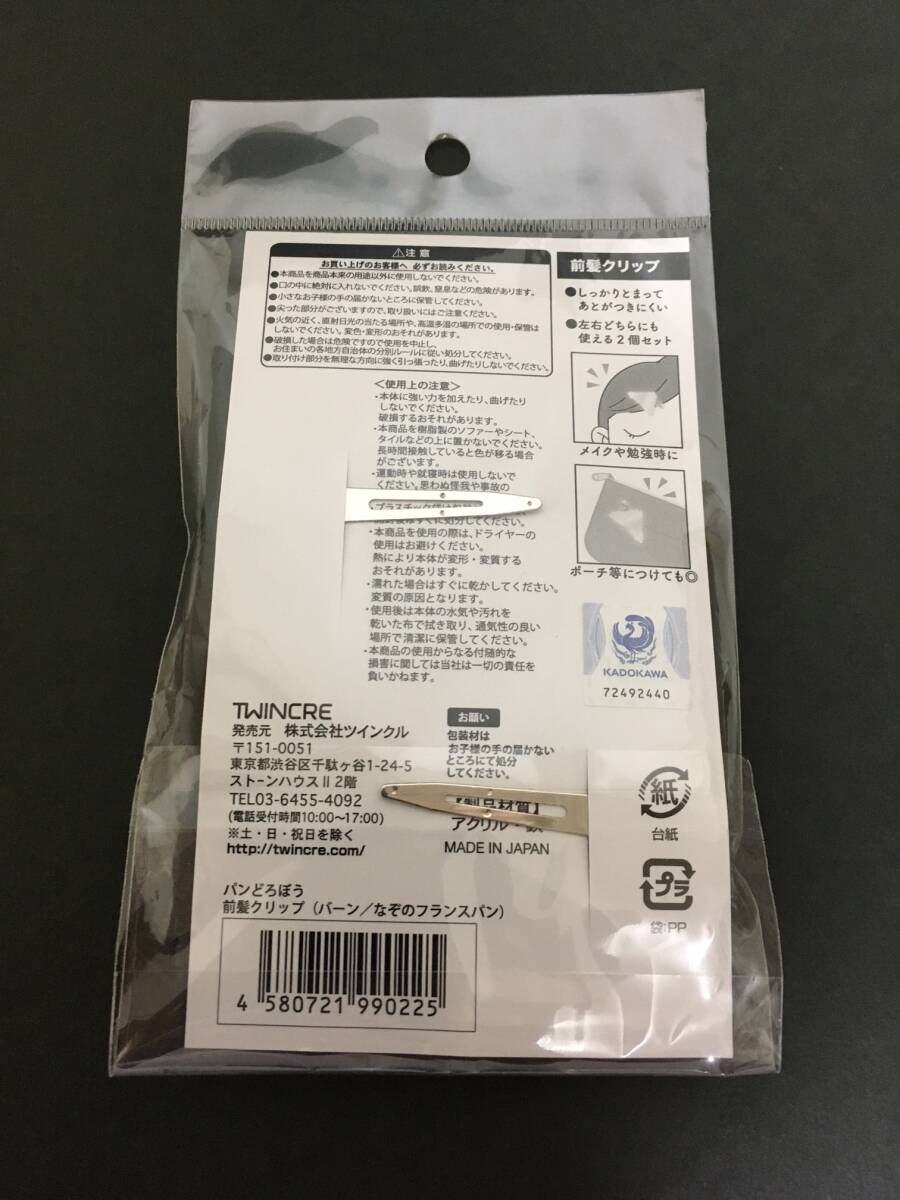 ⚠注意
お買い上げのお客様へ 必ずお読みください。
●本商品を商品本来の用途以外に使用しないでください。
●口の中に絶対に入れないでください。誤飲、窒息などの危険があります。
●小さなお子様の手の届かないところに保管してください。
●尖った部分がございますので、取り扱いにはご注意ください。
●火気の近く、直射日光の当たる場所や、高温多湿の場所での使用・保管は
しないでください。変色・変形のおそれがあります。
●破損した場合は危険ですので使用を中止し、
お住まいの各地方自治体の分別ルールに従い処分してください。
●取り付け部分を無理な方向に強く引っ張ったり、曲げたりしないでください。
<使用上の注意>
・本体に強い力を加えたり、曲げたり
しないでください。
破損するおそれがあります。
・本商品を樹脂製のソファーやシート、
タイルなどの上に置かないでください。
長時間接触していると色が移る場合
がございます。
・運動時や就寝時は使用しないで
ください。思わぬ怪我や事故の
・プラスチック
すぐに処分してください。
・本商品を使用の際は、ドライヤーの
使用はお避けください。
熱により本体が変形・変質する
おそれがあります。
・濡れた場合はすぐに乾かしてください。
変質の原因となります。
・使用後は本体の水気や汚れを
乾いた布で拭き取り、通気性の良い
場所で清潔に保管してください。
・本商品の使用からなる付随的な
損害に関しては当社は一切の責任を
負いかねます。
前髪クリップ
●しっかりとまって
あとがつきにくい
●左右どちらにも
使える2個セット
メイクや勉強時に
ポーチ等につけても◎
KADOKAWA
72492440
TWINCRE
発売元 株式会社ツインクル
〒151-0051
東京都渋谷区千駄ヶ谷1-24-5
ストーンハウスⅡ2階
TEL03-6455-4092
(電話受付時間10:00〜17:00)
※土・日・祝日を除く
http://twincre.com/
お願い
包装材は
お子様の手の届かない
ところにて処分
してください。
【製品材質】
アクリル・鉄
MADE IN JAPAN
紙
台紙
プラ
袋:PP
パンどろぼう
前髪クリップ（バーン／なぞのフランスパン）
4 580721 990225